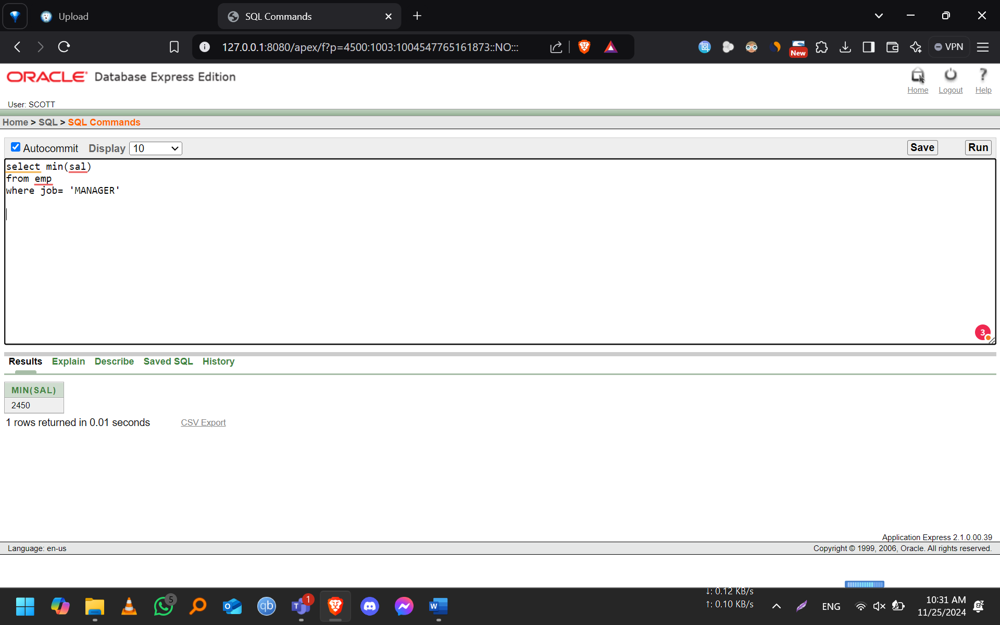 Upload
SQL Commands
127.0.0.1:8080/apex/f?p=4500:1003:1004547765161873::NO:::
New
VPN
ORACLE Database Express Edition
Home
Logout
Help
User: SCOTT
Home > SQL > SQL Commands
Autocommit
Display
10
Save
Run
select min(sal)
from emp
where job= 'MANAGER'
3
Results
Explain
Describe
Saved SQL
History
MIN(SAL)
2450
1 rows returned in 0.01 seconds
CSV Export
Application Express 2.1.0.00.39
Language: en-us
Copyright © 1999, 2006, Oracle. All rights reserved.
5
qb
1
↓: 0.12 KB/s
↑: 0.10 KB/s
ENG
10:31 AM
11/25/2024